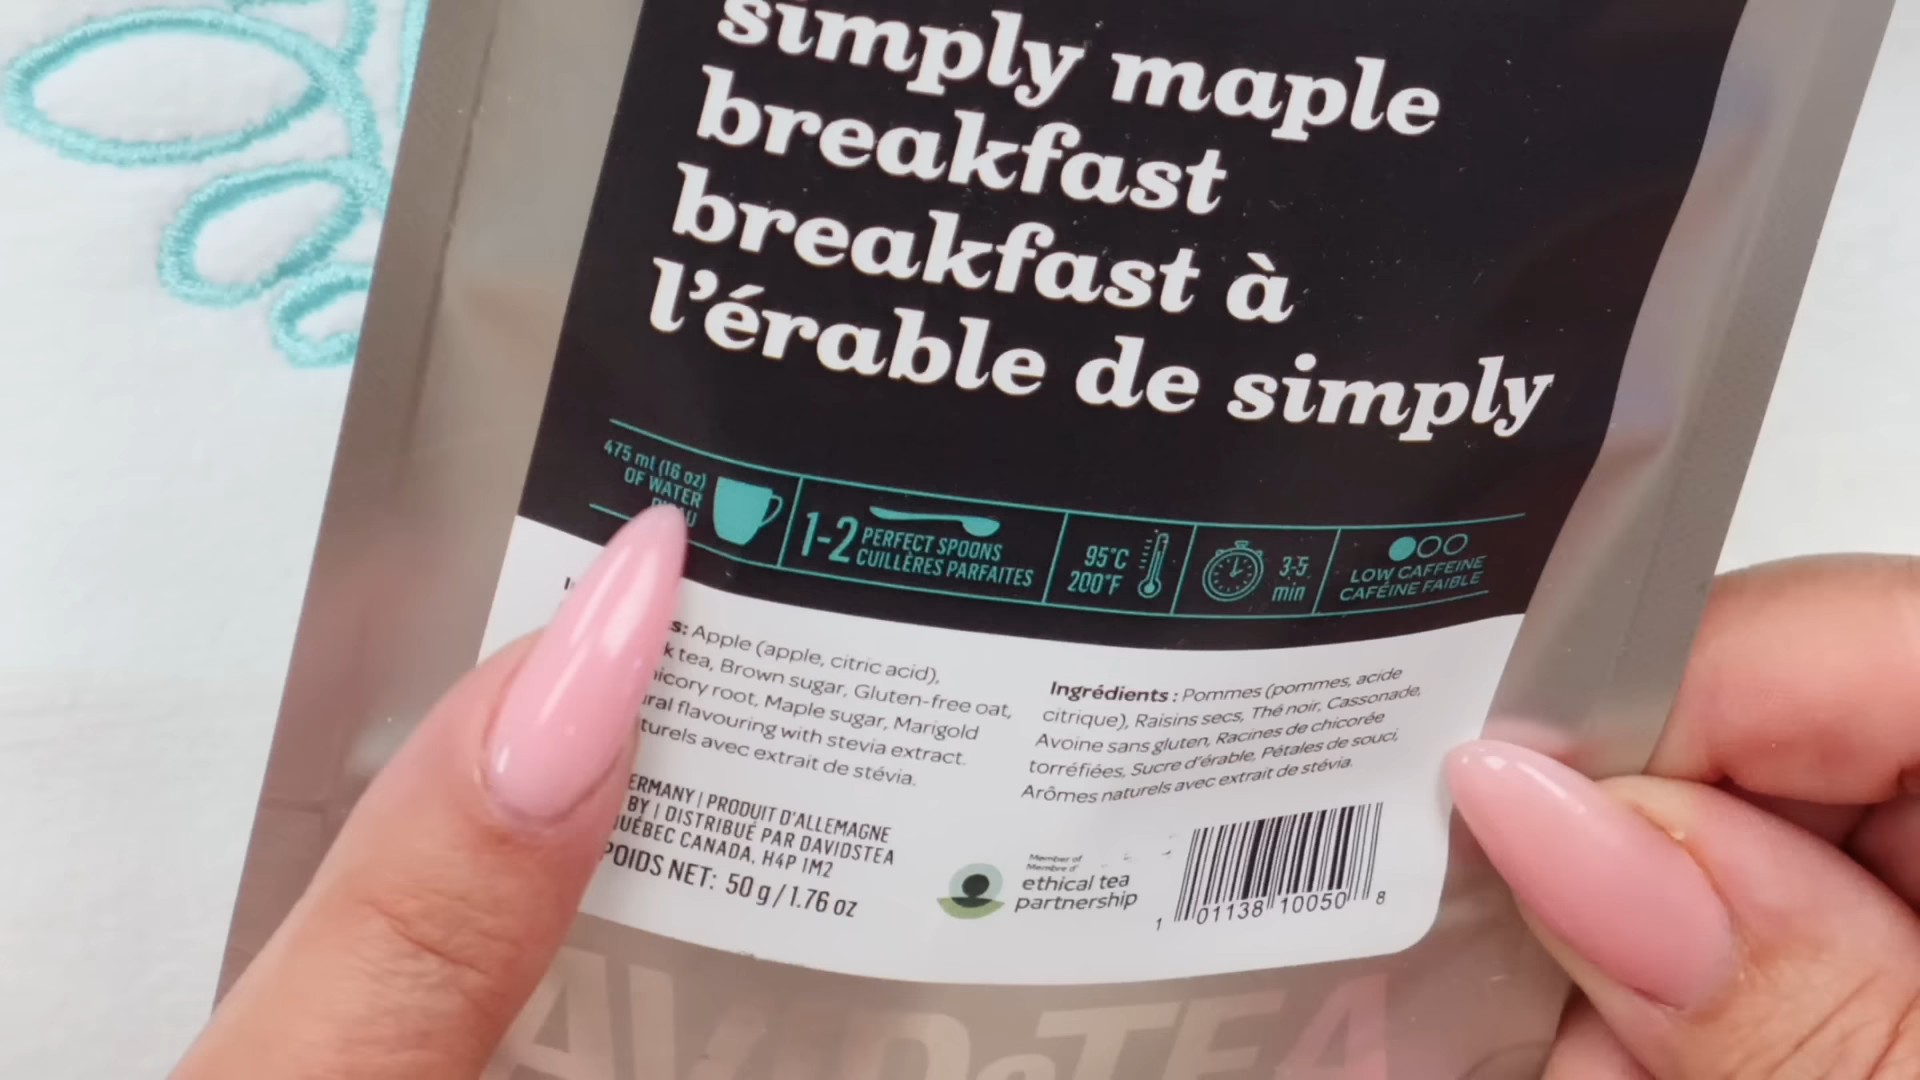 simply maple
breakfast
breakfast à
l'érable de simply
475 ml (16 oz)
OF WATER
1-2 PERFECT SPOONS
CUILLÈRES PARFAITES
95°C
200°F
3-5
min
LOW CAFFEINE
CAFÉINE FAIBLE
Apple (apple, citric acid),
tea, Brown sugar, Gluten-free oat,
root, Maple sugar, Marigold
flavouring with stevia extract.
avec extrait de stévia.
Ingrédients : Pommes (pommes, acide
citrique), Raisins secs, Thé noir, Cassonade,
Avoine sans gluten, Racines de chicorée
torréfiées, Sucre d'érable, Pétales de souci,
Arômes naturels avec extrait de stévia.
| PRODUIT D'ALLEMAGNE
BY | DISTRIBUÉ PAR DAVIDSTEA
QUÉBEC CANADA, H4P 1M2
POIDS NET: 50 g / 1.76 oz
Member of
Membre d'
ethical tea
partnership
1 01138 10050 8
DAVIDsTEA